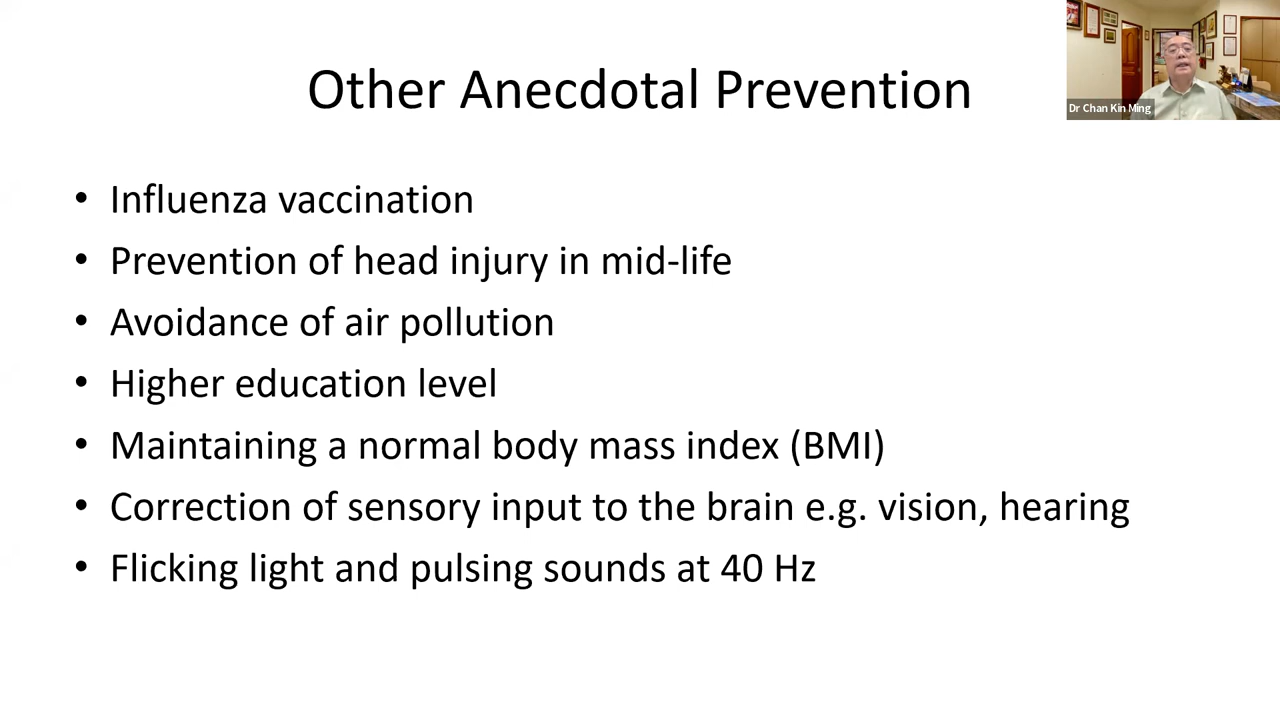 Other Anecdotal Prevention
Dr Chan Kin Ming
• Influenza vaccination
• Prevention of head injury in mid-life
• Avoidance of air pollution
• Higher education level
• Maintaining a normal body mass index (BMI)
• Correction of sensory input to the brain e.g. vision, hearing
• Flicking light and pulsing sounds at 40 Hz